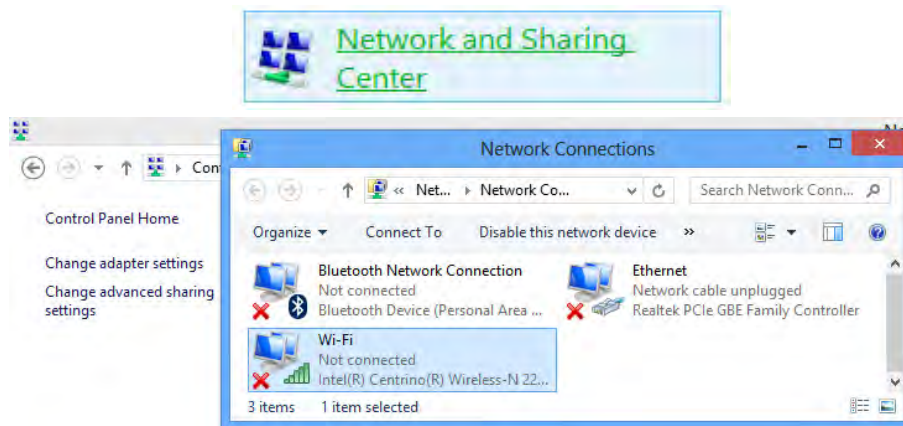 Network and Sharing
Center
Network Connections
Net... Network Co...
Search Network Conn...
Control Panel Home
Change adapter settings
Change advanced sharing
settings
Organize
Connect To
Disable this network device
»
Bluetooth Network Connection
Not connected
Bluetooth Device (Personal Area ...
Ethernet
Network cable unplugged
Realtek PCIe GBE Family Controller
Wi-Fi
Not connected
Intel(R) Centrino(R) Wireless-N 22...
3 items
1 item selected